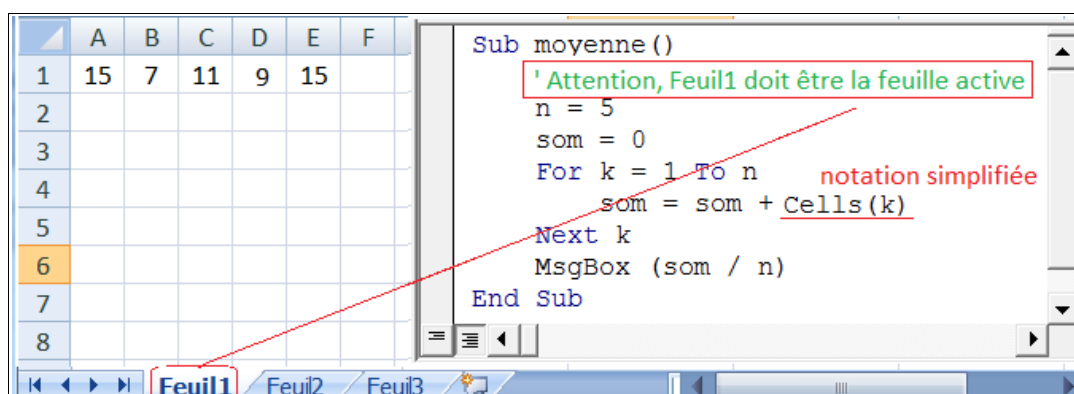 A B C D E F
1 15 7 11 9 15
2
3
4
5
6
7
8
Feuil1 Feuil2 Feuil3
Sub moyenne()
' Attention, Feuil1 doit être la feuille active
n = 5
som = 0
For k = 1 To n
notation simplifiée
som = som + Cells(k)
Next k
MsgBox (som / n)
End Sub